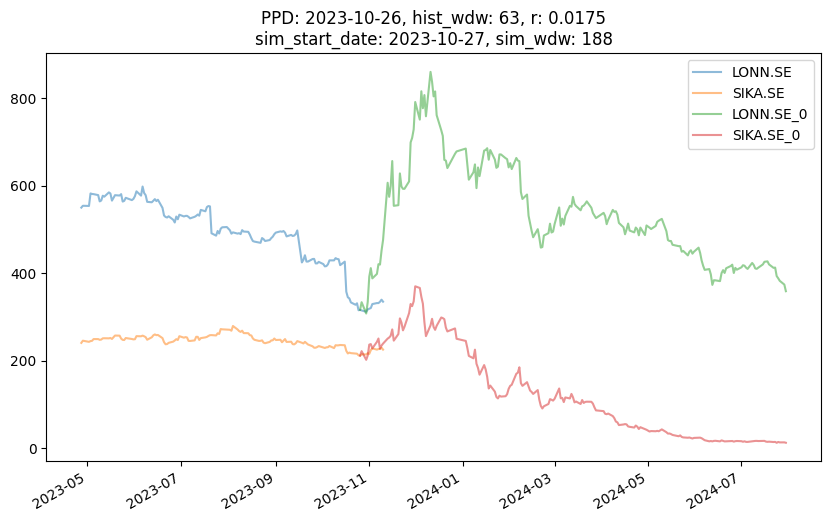 PPD: 2023-10-26, hist_wdw: 63, r: 0.0175
sim_start_date: 2023-10-27, sim_wdw: 188
LONN.SE
SIKA.SE
LONN.SE_0
SIKA.SE_0
800
600
400
200
0
2023-05
2023-07
2023-09
2023-11
2024-01
2024-03
2024-05
2024-07